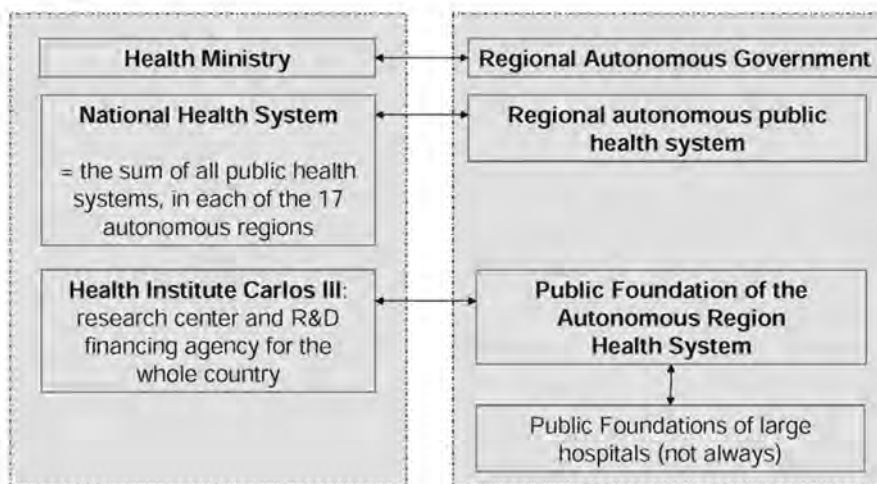 Health Ministry
National Health System
= the sum of all public health
systems, in each of the 17
autonomous regions
Health Institute Carlos III:
research center and R&D
financing agency for the
whole country
Regional Autonomous Government
Regional autonomous public
health system
Public Foundation of the
Autonomous Region
Health System
Public Foundations of large
hospitals (not always)